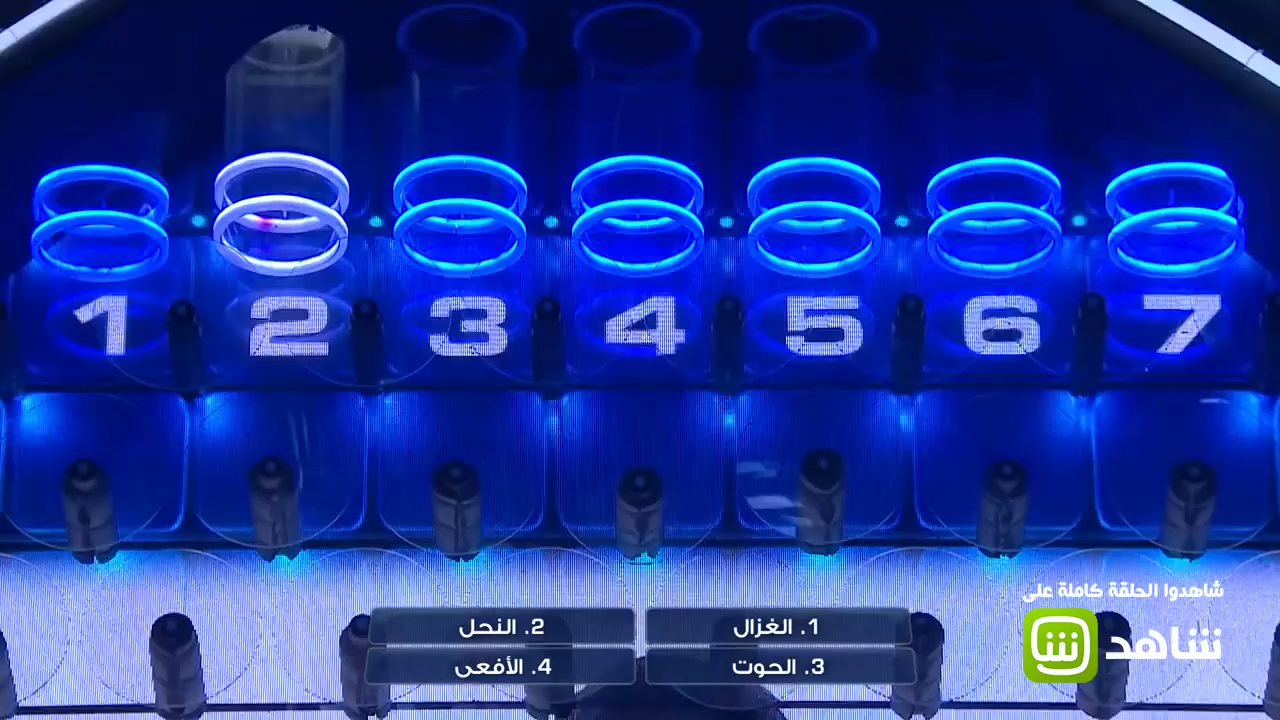 1 2 3 4 5 6 7
شاهدوا الحلقة كاملة على
شاهد
1. الغزال
2. النحل
3. الحوت
4. الأفعى